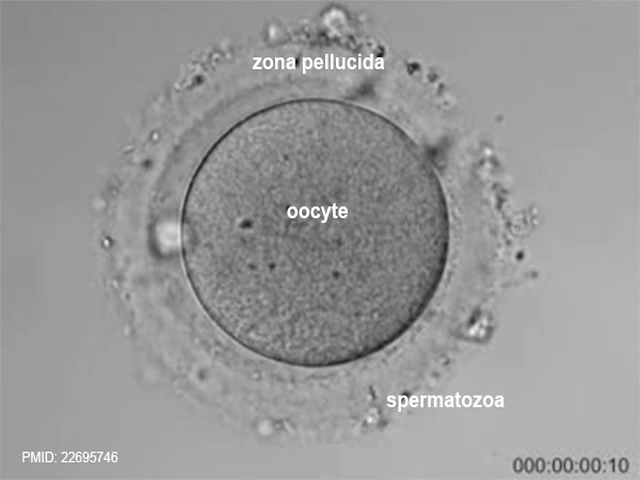 zona pellucida
oocyte
spermatozoa
PMID: 22695746
000:00:00:10